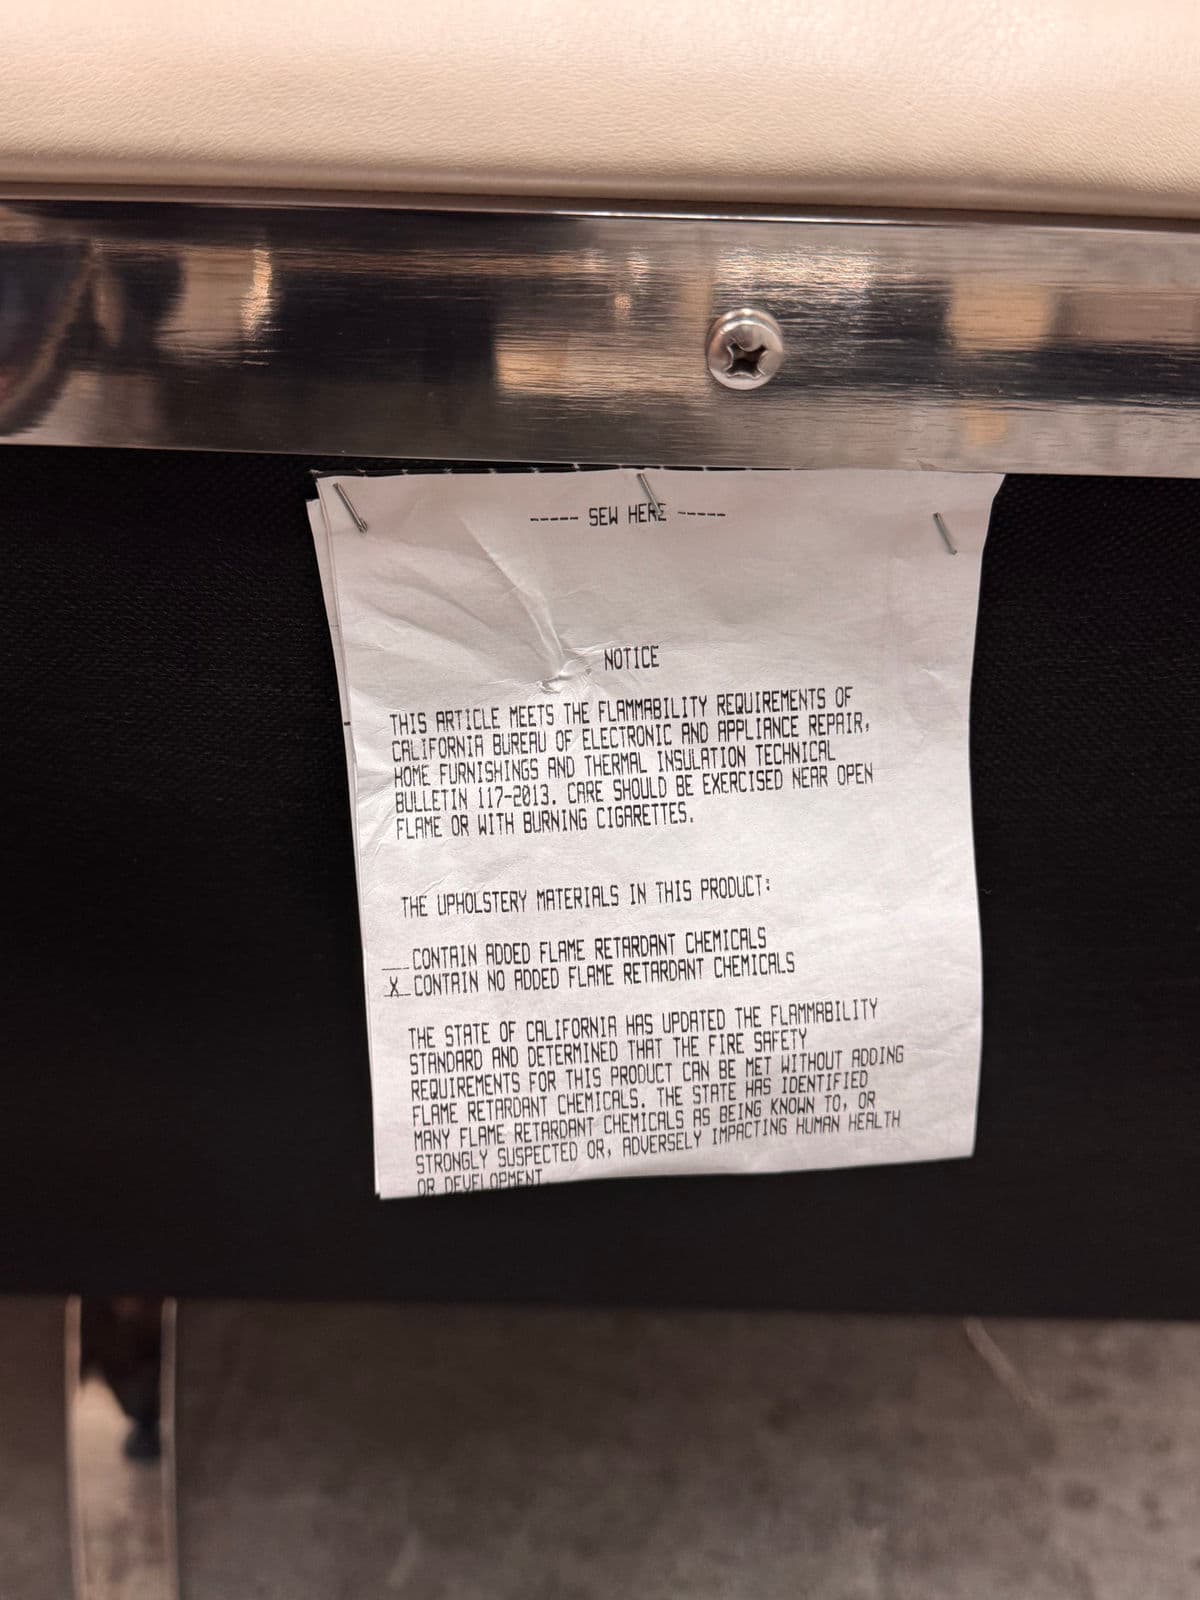 ----- SEW HERE -----
NOTICE
THIS ARTICLE MEETS THE FLAMMABILITY REQUIREMENTS OF
CALIFORNIA BUREAU OF ELECTRONIC AND APPLIANCE REPAIR,
HOME FURNISHINGS AND THERMAL INSULATION TECHNICAL
BULLETIN 117-2013. CARE SHOULD BE EXERCISED NEAR OPEN
FLAME OR WITH BURNING CIGARETTES.
THE UPHOLSTERY MATERIALS IN THIS PRODUCT:
__CONTAIN ADDED FLAME RETARDANT CHEMICALS
X_CONTAIN NO ADDED FLAME RETARDANT CHEMICALS
THE STATE OF CALIFORNIA HAS UPDATED THE FLAMMABILITY
STANDARD AND DETERMINED THAT THE FIRE SAFETY
REQUIREMENTS FOR THIS PRODUCT CAN BE MET WITHOUT ADDING
FLAME RETARDANT CHEMICALS. THE STATE HAS IDENTIFIED
MANY FLAME RETARDANT CHEMICALS AS BEING KNOWN TO, OR
STRONGLY SUSPECTED OR, ADVERSELY IMPACTING HUMAN HEALTH
OR DEVELOPMENT